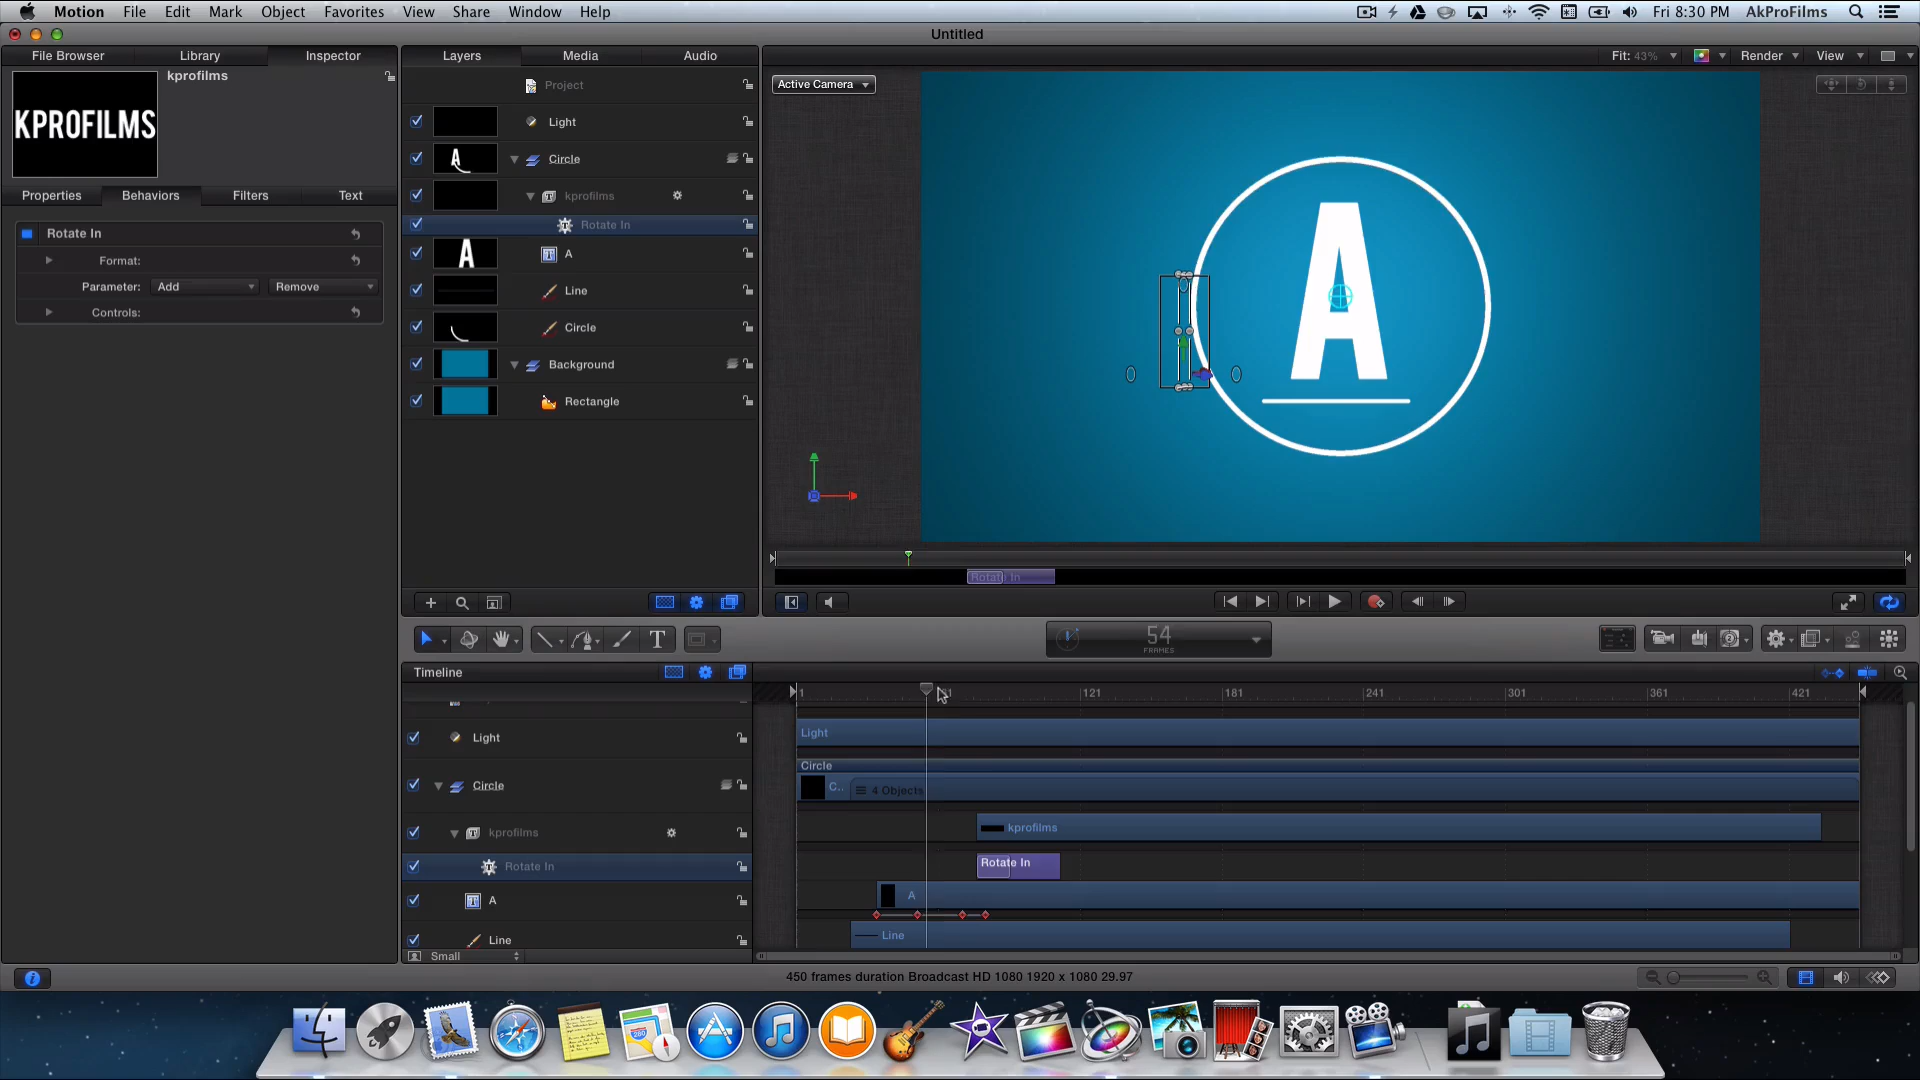 Motion File Edit Mark Object Favorites View Share Window Help Fri 8:30 PM AkProFilms
Untitled
File Browser Library Inspector Layers Media Audio Fit: 43% Render View
kprofilms
KPROFILMS
Properties Behaviors Filters Text
Rotate In
Format:
Parameter: Add Remove
Controls:
Project
Light
Circle
kprofilms
Rotate In
A
Line
Circle
Background
Rectangle
Active Camera
A
Rotate In
T
54
FRAMES
Timeline
1 121 181 241 301 361 421
Light Light
Circle
Circle C.. 4 Objects
kprofilms kprofilms
Rotate In Rotate In
A A
Line Line
Small
450 frames duration Broadcast HD 1080 1920 x 1080 29.97